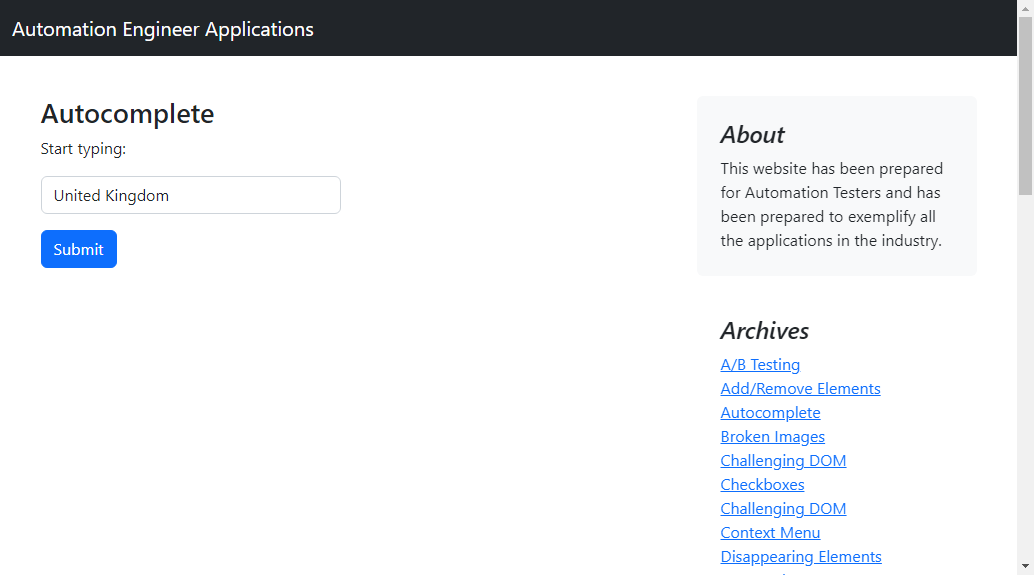 Automation Engineer Applications
Autocomplete
Start typing:
United Kingdom
Submit
About
This website has been prepared
for Automation Testers and has
been prepared to exemplify all
the applications in the industry.
Archives
A/B Testing
Add/Remove Elements
Autocomplete
Broken Images
Challenging DOM
Checkboxes
Challenging DOM
Context Menu
Disappearing Elements